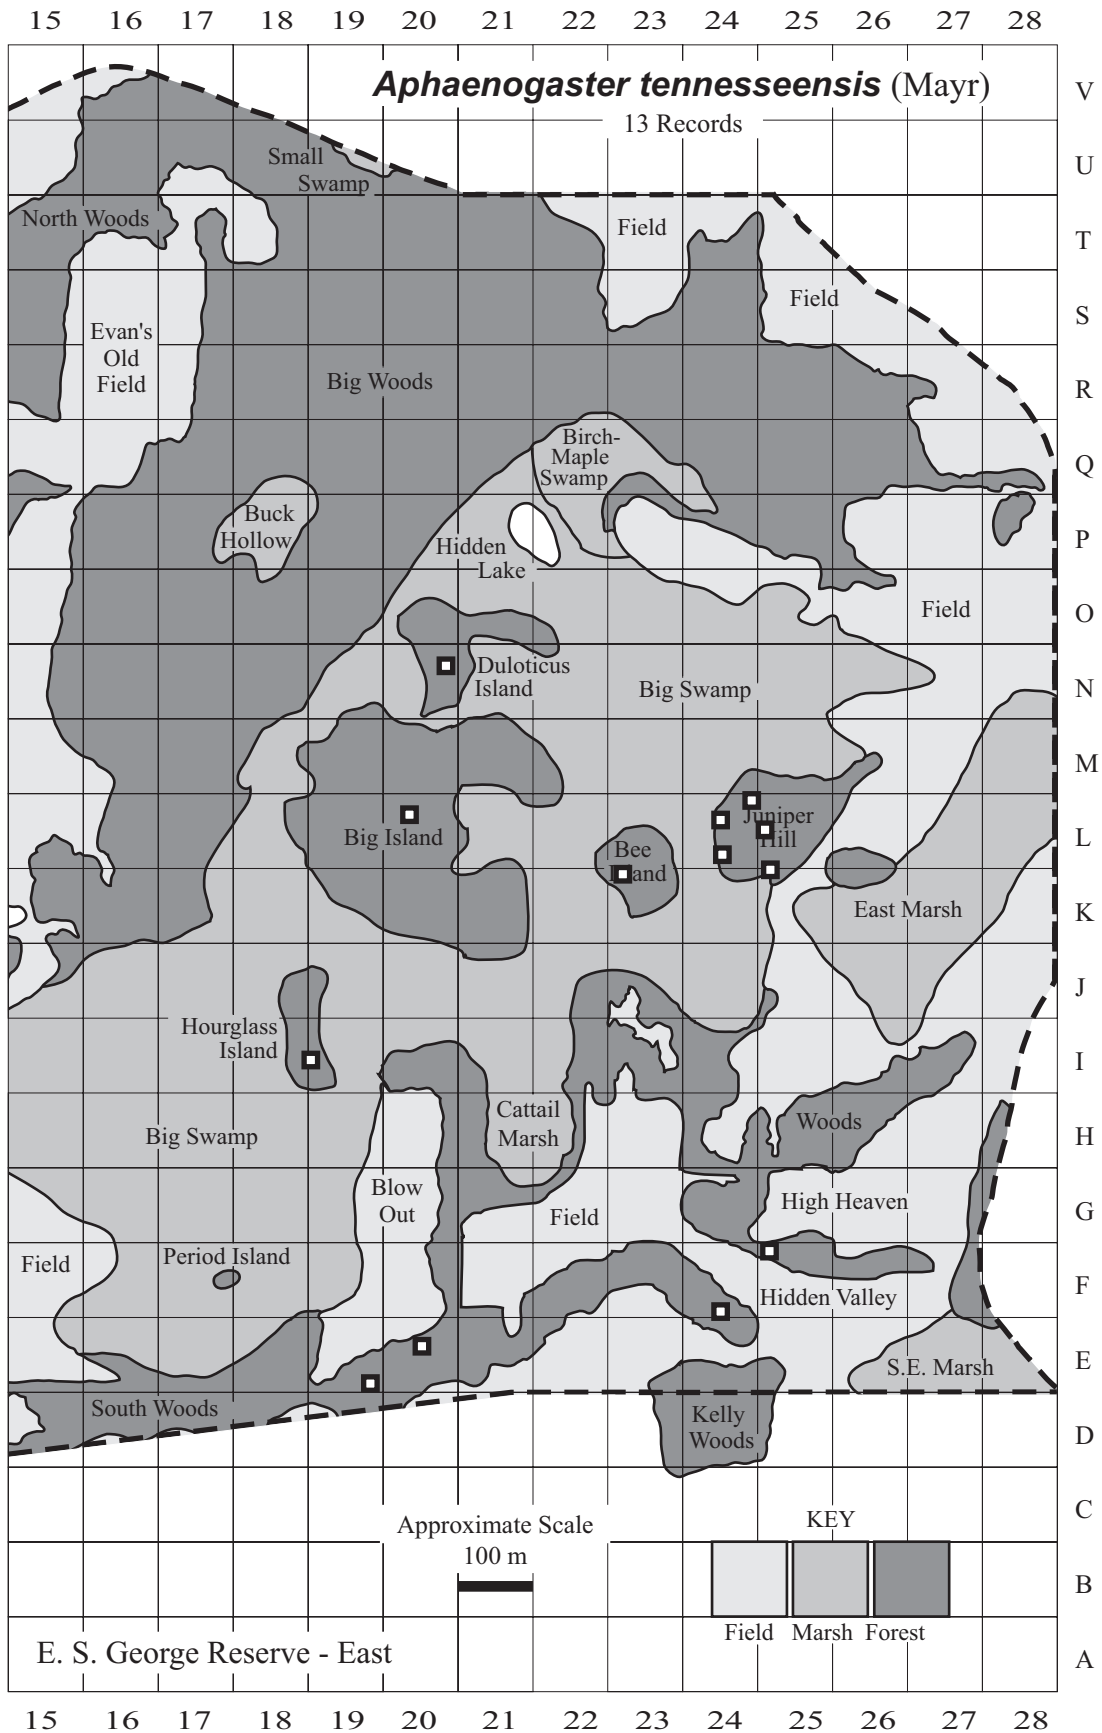 15 16 17 18 19 20 21 22 23 24 25 26 27 28
Aphaenogaster tennesseensis (Mayr)
V
13 Records
Small
Swamp
U
North Woods
Field
T
Field
S
Evan's
Old
Field
Big Woods
R
Birch-
Maple
Swamp
Q
Buck
Hollow
Hidden
Lake
P
Field
O
Duloticus
Island
Big Swamp
N
M
Juniper
Hill
Big Island
L
Bee
Island
East Marsh
K
J
Hourglass
Island
I
Cattail
Marsh
Woods
Big Swamp
H
Blow
Out
High Heaven
Field
G
Field
Period Island
Hidden Valley
F
S.E. Marsh
E
South Woods
Kelly
Woods
D
Approximate Scale
100 m
KEY
C
B
Field Marsh Forest
E. S. George Reserve - East
A
15 16 17 18 19 20 21 22 23 24 25 26 27 28